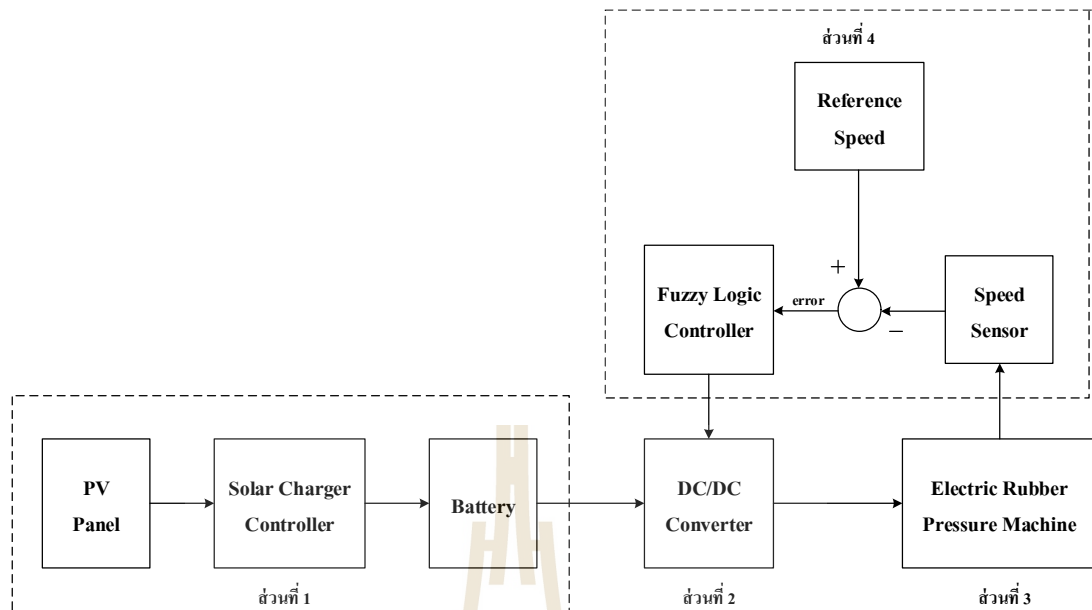 ส่วนที่ 4
Reference
Speed
+
Fuzzy Logic
Controller
error
−
Speed
Sensor
PV
Panel
Solar Charger
Controller
Battery
DC/DC
Converter
Electric Rubber
Pressure Machine
ส่วนที่ 1
ส่วนที่ 2
ส่วนที่ 3